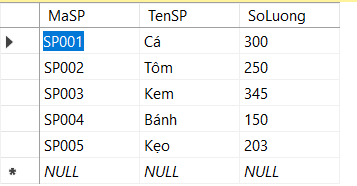 MaSP TenSP SoLuong
SP001 Cá 300
SP002 Tôm 250
SP003 Kem 345
SP004 Bánh 150
SP005 Kẹo 203
* NULL NULL NULL